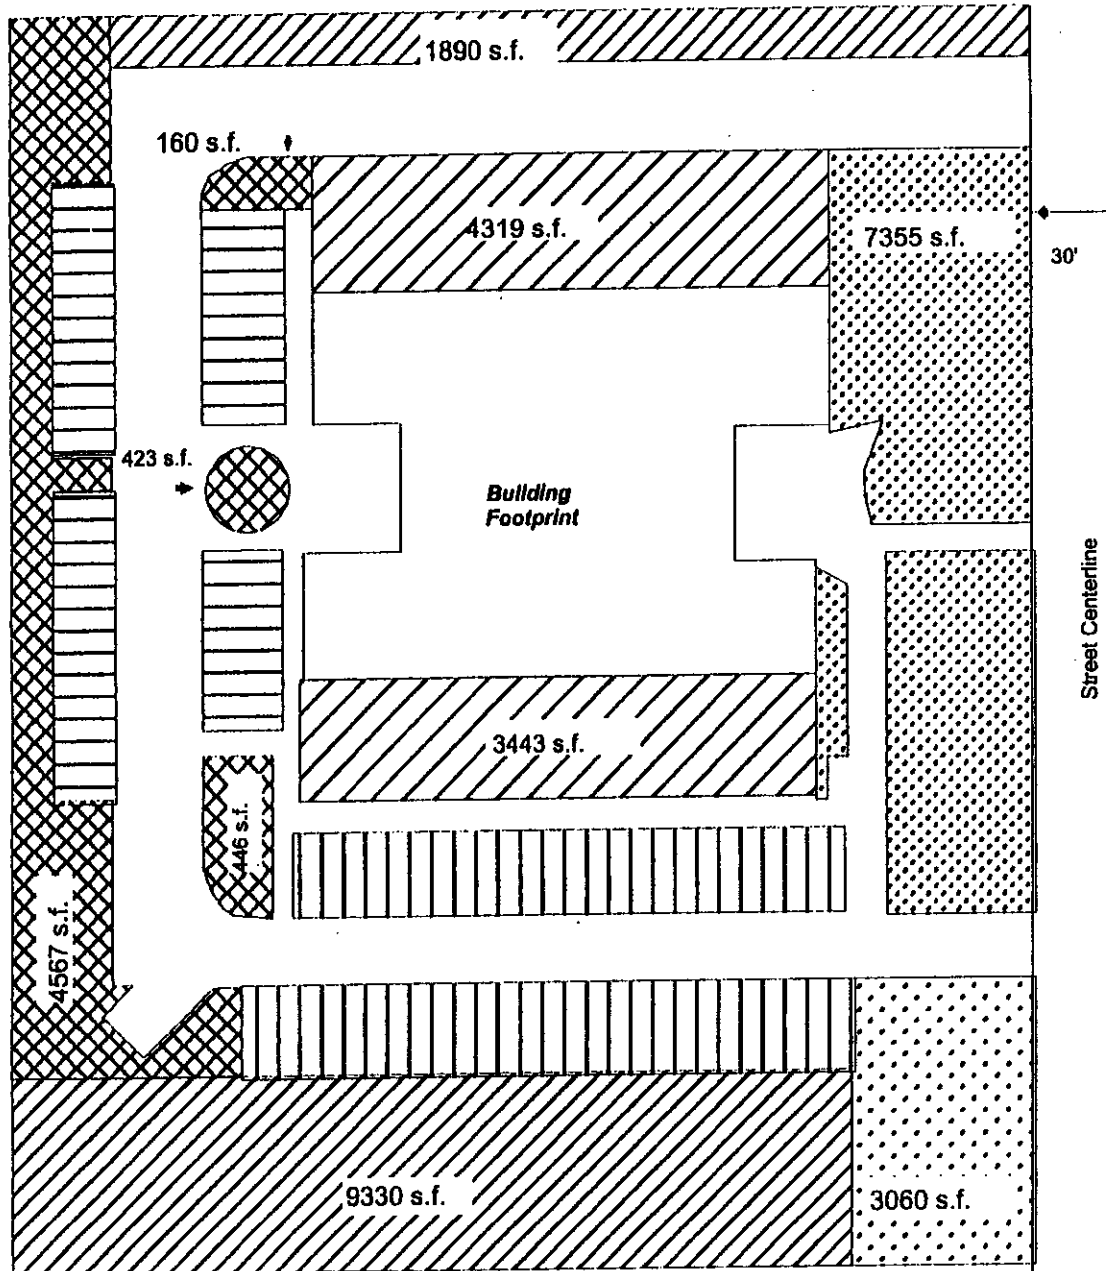 1890 s.f.
160 s.f.
4319 s.f.
7355 s.f.
30'
423 s.f.
Building
Footprint
Street Centerline
3443 s.f.
446 s.f.
4567 s.f.
9330 s.f.
3060 s.f.